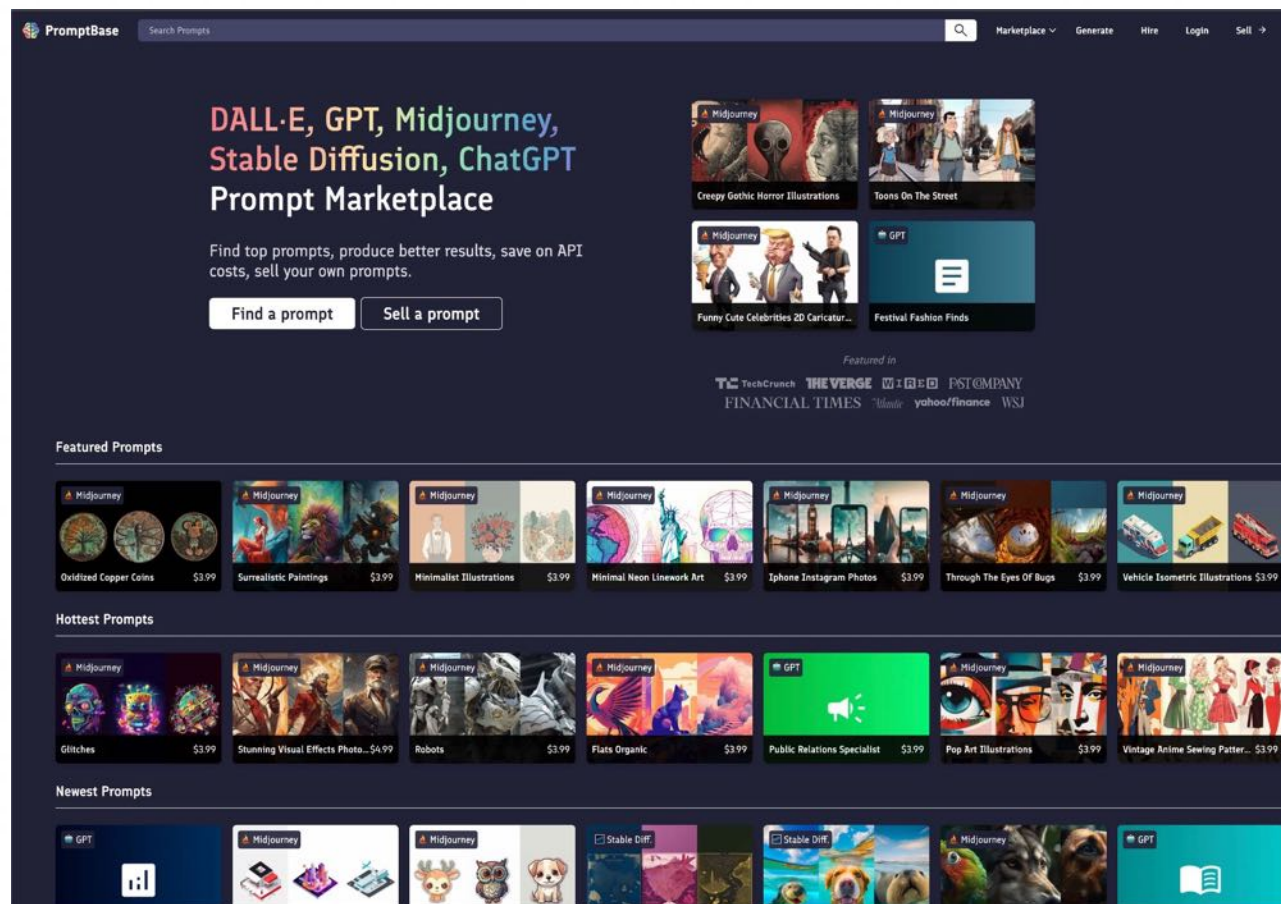 PromptBase
Search Prompts
Marketplace
Generate
Hire
Login
Sell →
DALL·E, GPT, Midjourney,
Stable Diffusion, ChatGPT
Prompt Marketplace
Find top prompts, produce better results, save on API
costs, sell your own prompts.
Find a prompt
Sell a prompt
Midjourney
Creepy Gothic Horror Illustrations
Midjourney
Toons On The Street
Midjourney
Funny Cute Celebrities 2D Caricatur...
GPT
Festival Fashion Finds
Featured in
TC TechCrunch THE VERGE WIRED FAST COMPANY
FINANCIAL TIMES The Atlantic yahoo!finance WSJ
Featured Prompts
Midjourney
Oxidized Copper Coins $3.99
Midjourney
Surrealistic Paintings $3.99
Midjourney
Minimalist Illustrations $3.99
Midjourney
Minimal Neon Linework Art $3.99
Midjourney
Iphone Instagram Photos $3.99
Midjourney
Through The Eyes Of Bugs $3.99
Midjourney
Vehicle Isometric Illustrations $3.99
Hottest Prompts
Midjourney
Glitches $3.99
Midjourney
Stunning Visual Effects Photo... $4.99
Midjourney
Robots $3.99
Midjourney
Flats Organic $3.99
GPT
Public Relations Specialist $3.99
Midjourney
Pop Art Illustrations $3.99
Midjourney
Vintage Anime Sewing Patter... $3.99
Newest Prompts
GPT
Midjourney
Midjourney
Stable Diff.
Stable Diff.
Midjourney
GPT